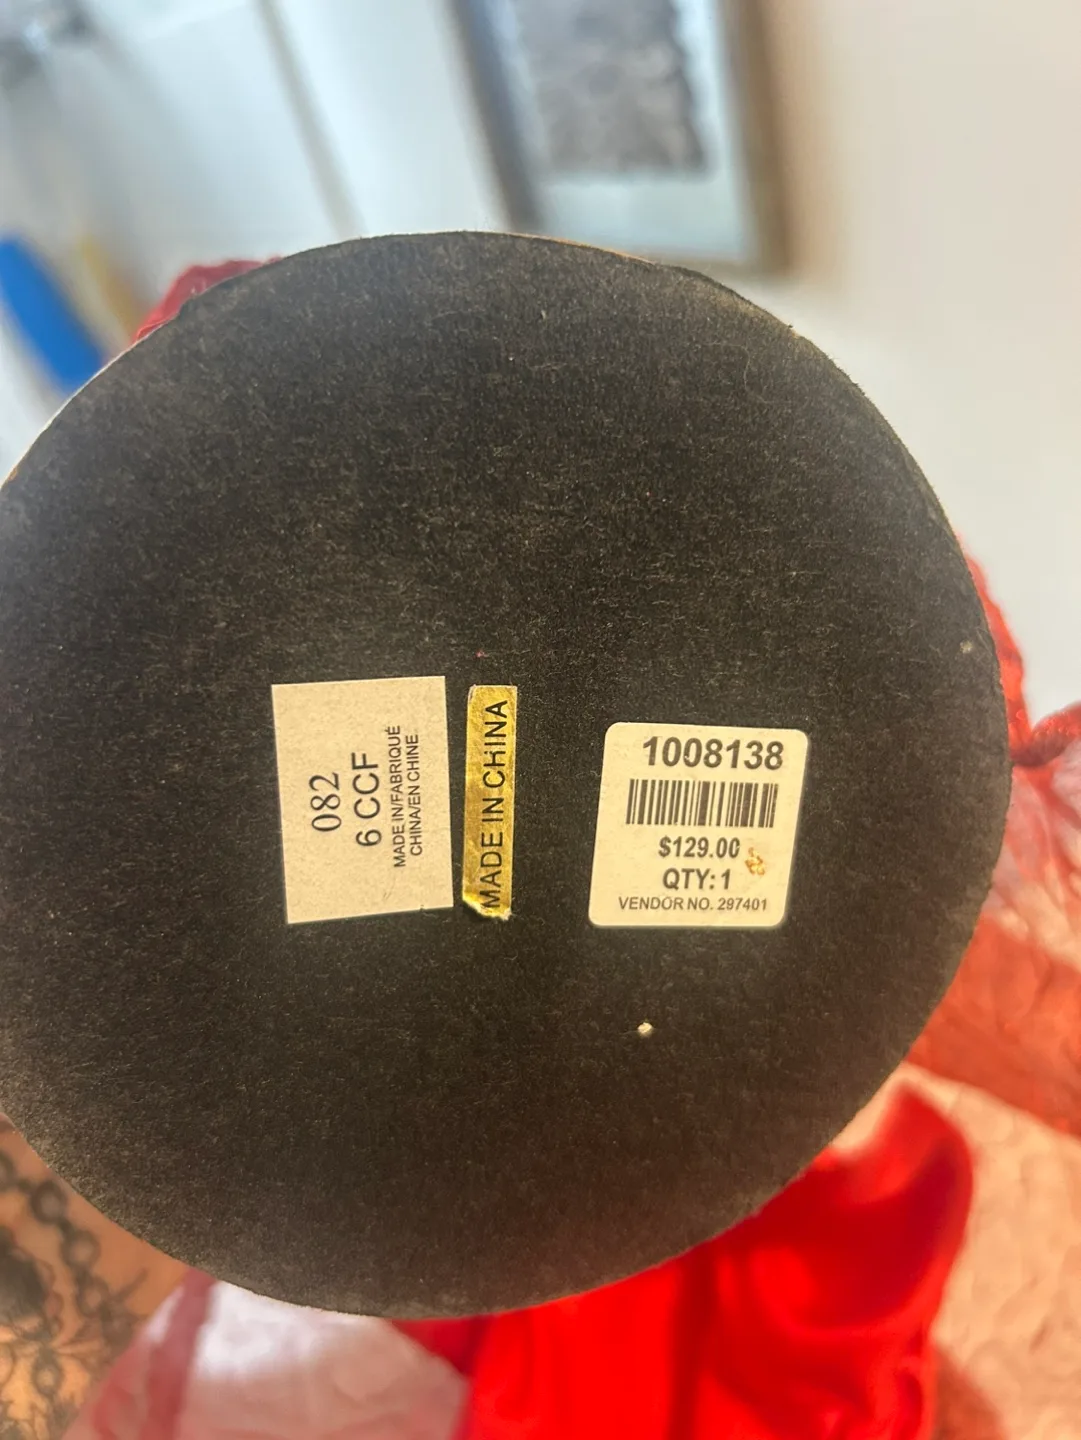 082
6 CCF
MADE IN/FABRIQUÉ
CHINA/EN CHINE
MADE IN CHINA
1008138
$129.00
QTY: 1
VENDOR NO. 297401